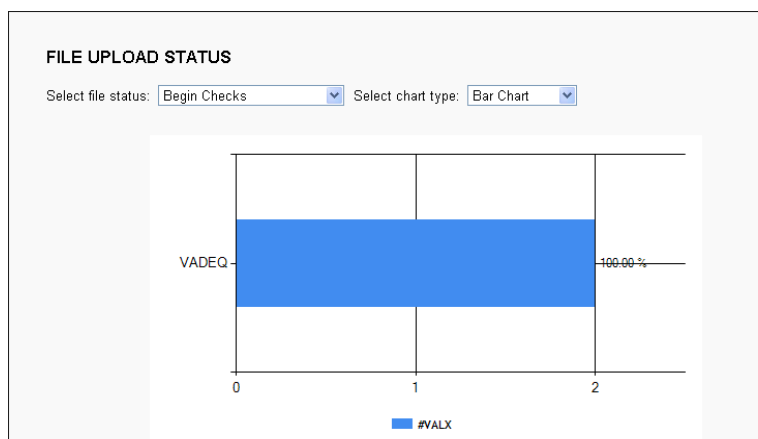 FILE UPLOAD STATUS
Select file status: Begin Checks Select chart type: Bar Chart
VADEQ
100.00 %
0 1 2
#VALX